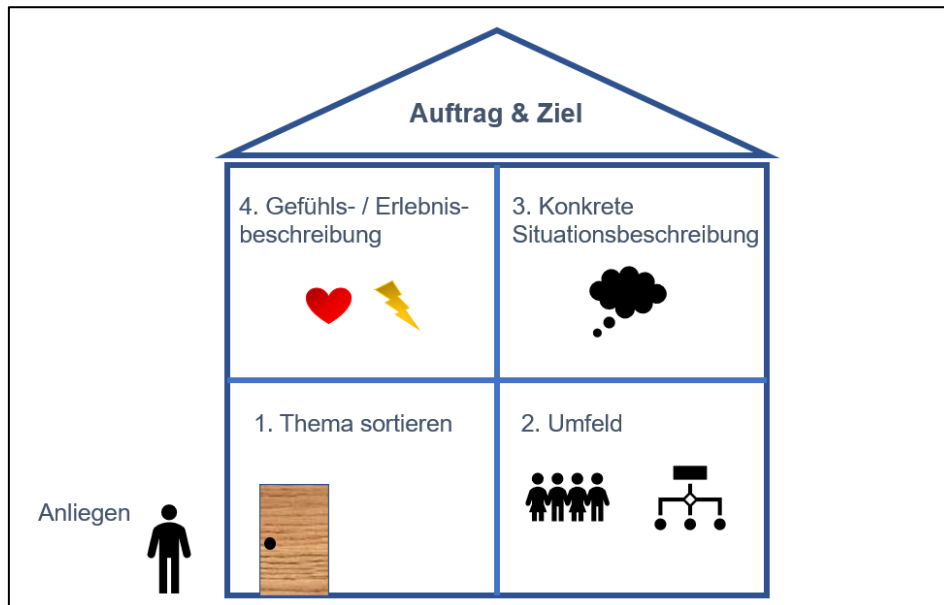 Auftrag & Ziel
4. Gefühls- / Erlebnis-
beschreibung
3. Konkrete
Situationsbeschreibung
1. Thema sortieren
2. Umfeld
Anliegen